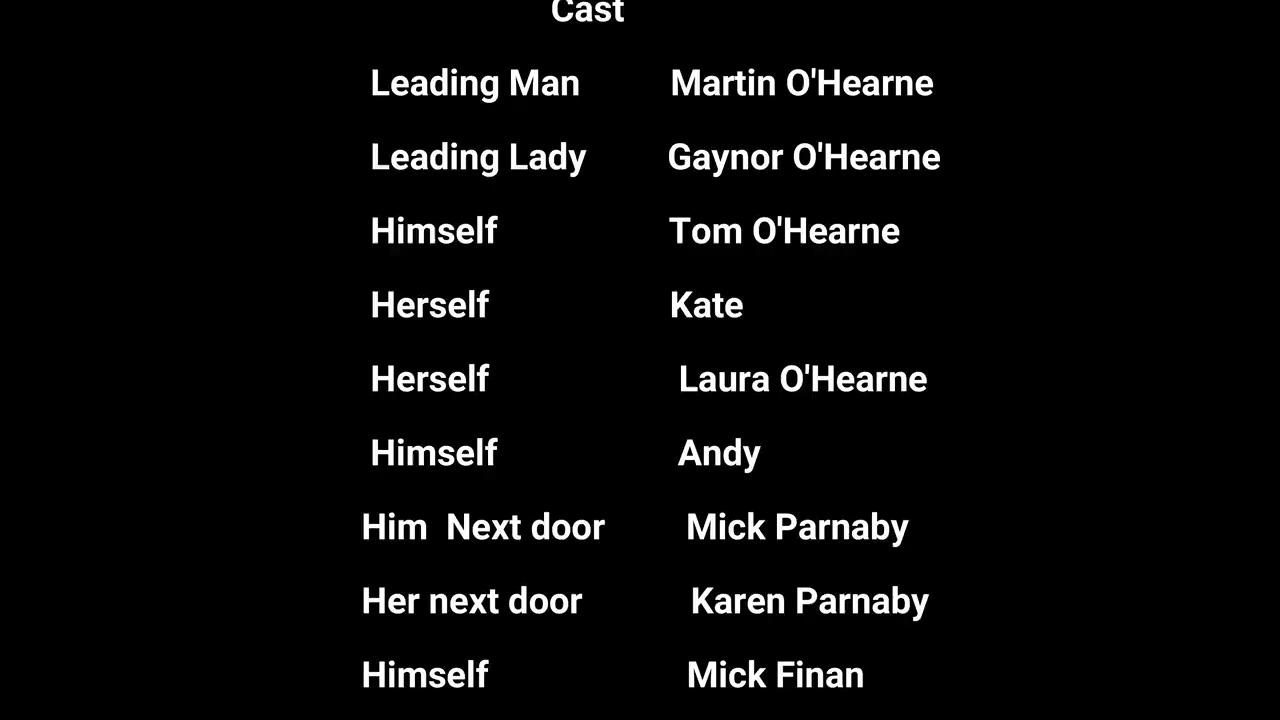 Cast
Leading Man Martin O'Hearne
Leading Lady Gaynor O'Hearne
Himself Tom O'Hearne
Herself Kate
Herself Laura O'Hearne
Himself Andy
Him Next door Mick Parnaby
Her next door Karen Parnaby
Himself Mick Finan